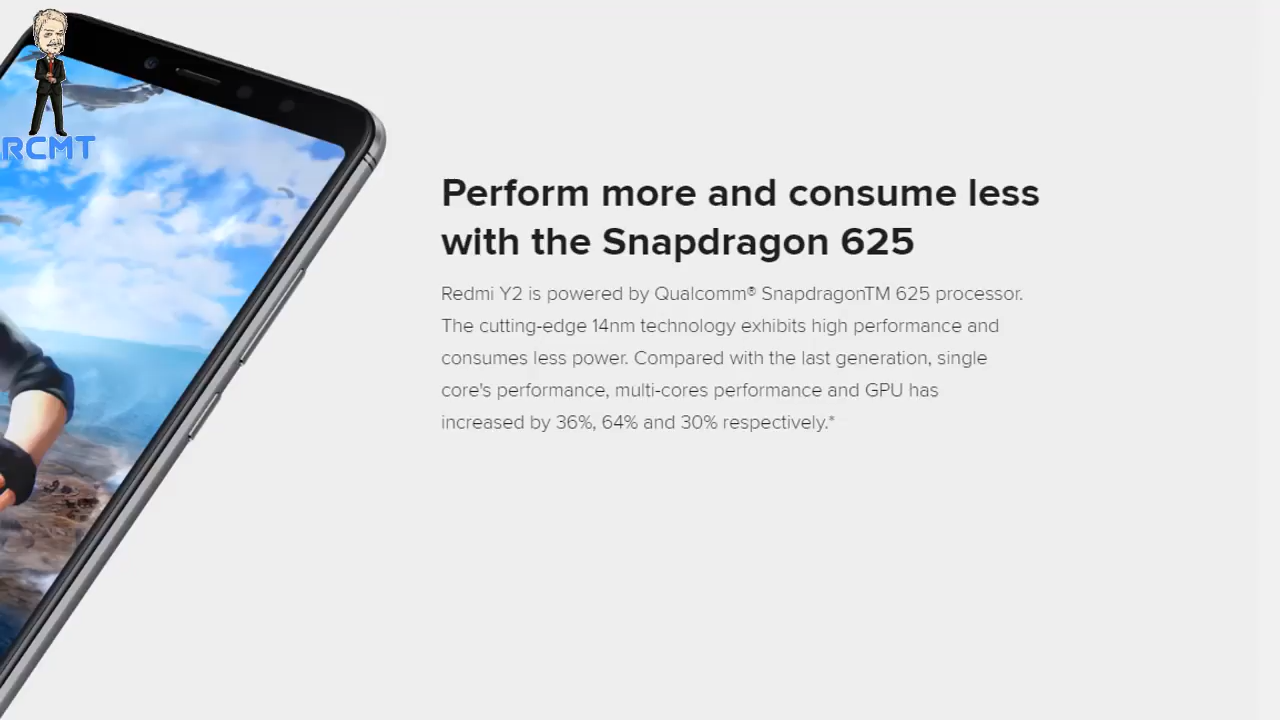 RCMT
Perform more and consume less
with the Snapdragon 625
Redmi Y2 is powered by Qualcomm® SnapdragonTM 625 processor.
The cutting-edge 14nm technology exhibits high performance and
consumes less power. Compared with the last generation, single
core's performance, multi-cores performance and GPU has
increased by 36%, 64% and 30% respectively.*